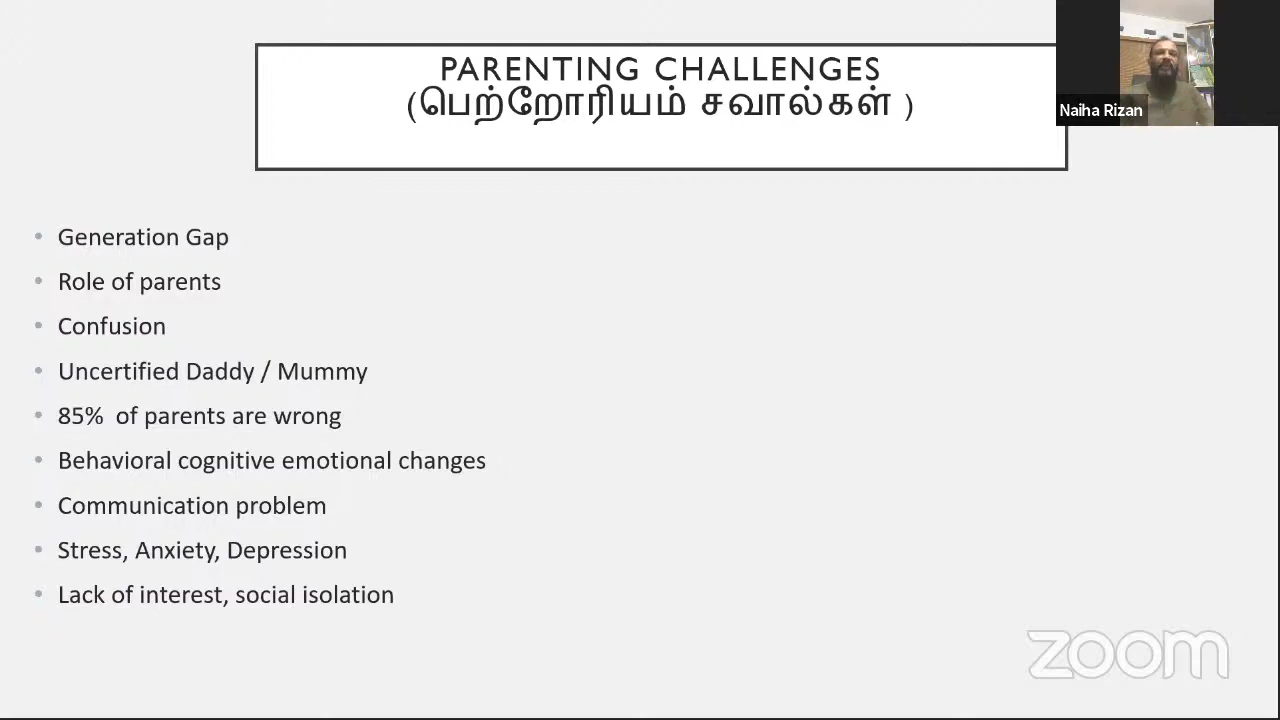 PARENTING CHALLENGES
(பெற்றோரியம் சவால்கள் )
Naiha Rizan
• Generation Gap
• Role of parents
• Confusion
• Uncertified Daddy / Mummy
• 85%  of parents are wrong
• Behavioral cognitive emotional changes
• Communication problem
• Stress, Anxiety, Depression
• Lack of interest, social isolation
zoom